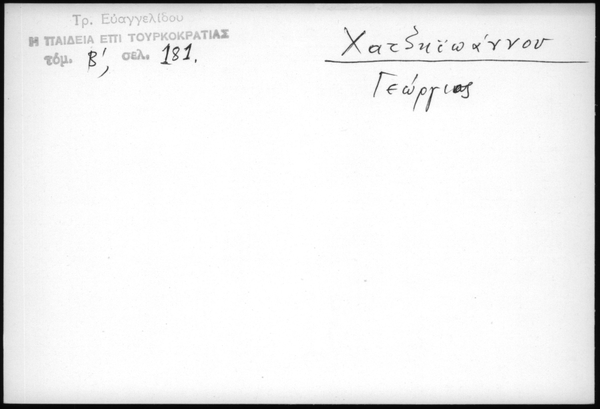 Τρ. Εὐαγγελίδου
Η ΠΑΙΔΕΙΑ ΕΠΙ ΤΟΥΡΚΟΚΡΑΤΙΑΣ
τόμ. Β', σελ. 181.
Χατζηϊωάννου
Γεώργιος